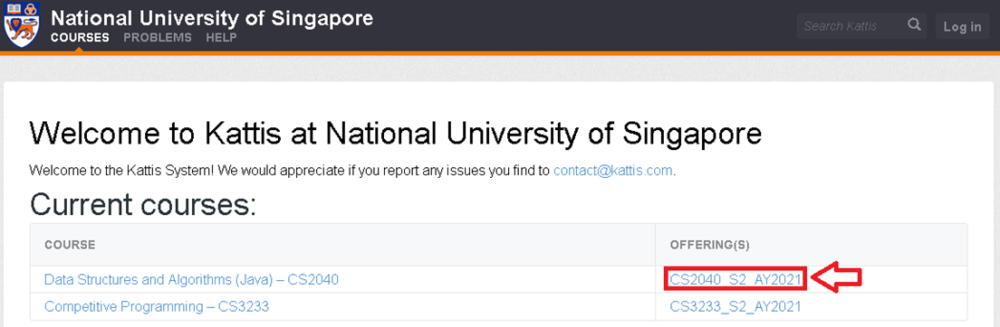 National University of Singapore
COURSES PROBLEMS HELP
Search Kattis
Log in
Welcome to Kattis at National University of Singapore
Welcome to the Kattis System! We would appreciate if you report any issues you find to contact@kattis.com.
Current courses:
COURSE OFFERING(S)
Data Structures and Algorithms (Java) – CS2040 CS2040_S2_AY2021
Competitive Programming – CS3233 CS3233_S2_AY2021